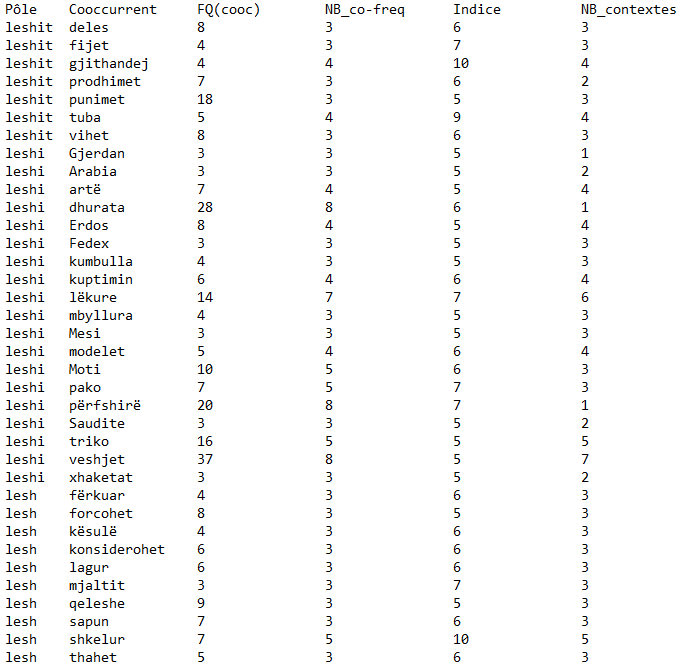 Pôle Cooccurrent FQ(cooc) NB_co-freq Indice NB_contextes
leshit deles 8 3 6 3
leshit fijet 4 3 7 3
leshit gjithandej 4 4 10 4
leshit prodhimet 7 3 6 2
leshit punimet 18 3 5 3
leshit tuba 5 4 9 4
leshit vihet 8 3 6 3
leshi Gjerdan 3 3 5 1
leshi Arabia 3 3 5 2
leshi artë 7 4 5 4
leshi dhurata 28 8 6 1
leshi Erdos 8 4 5 4
leshi Fedex 3 3 5 3
leshi kumbulla 4 3 5 3
leshi kuptimin 6 4 6 4
leshi lëkure 14 7 7 6
leshi mbyllura 4 3 5 3
leshi Mesi 3 3 5 3
leshi modelet 5 4 6 4
leshi Moti 10 5 6 3
leshi pako 7 5 7 3
leshi përfshirë 20 8 7 1
leshi Saudite 3 3 5 2
leshi triko 16 5 5 5
leshi veshjet 37 8 5 7
leshi xhaketat 3 3 5 2
lesh fërkuar 4 3 6 3
lesh forcohet 8 3 5 3
lesh kësulë 4 3 6 3
lesh konsiderohet 6 3 6 3
lesh lagur 6 3 6 3
lesh mjaltit 3 3 7 3
lesh qeleshe 9 3 5 3
lesh sapun 7 3 6 3
lesh shkelur 7 5 10 5
lesh thahet 5 3 6 3